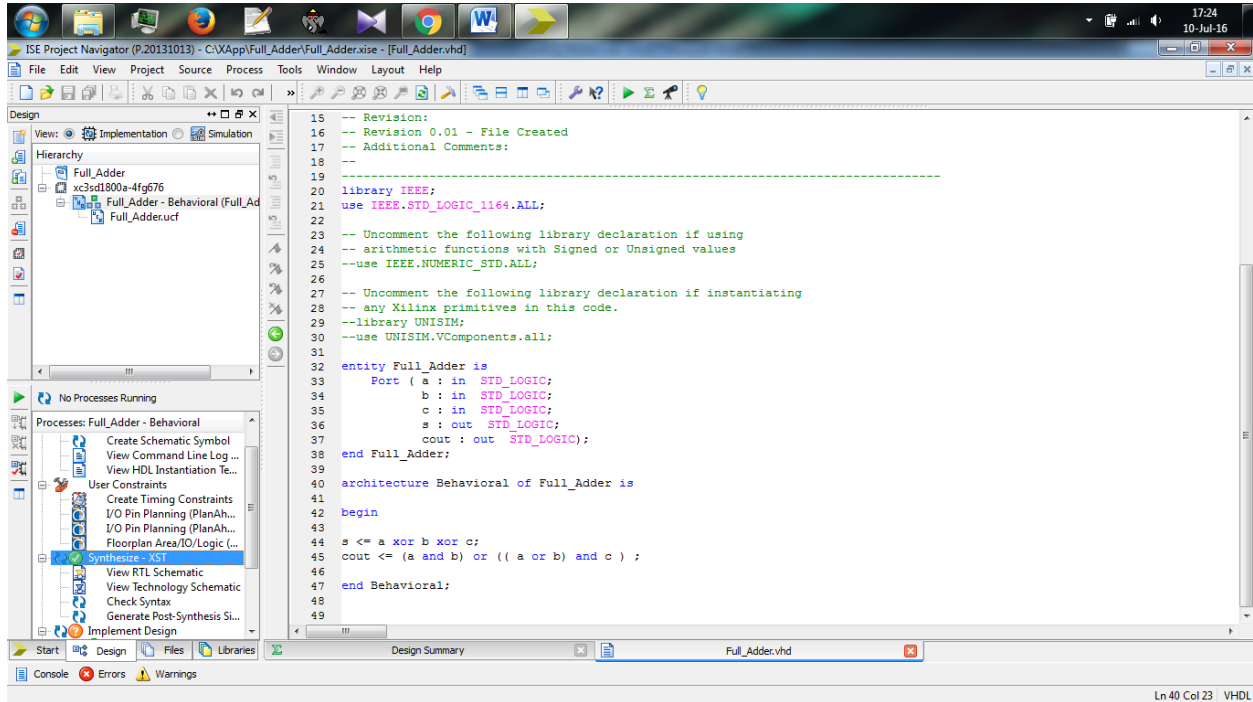 17:24
10-Jul-16
ISE Project Navigator (P.20131013) - C:\XApp\Full_Adder\Full_Adder.xise - [Full_Adder.vhd]
File Edit View Project Source Process Tools Window Layout Help
Design
View: Implementation Simulation
Hierarchy
Full_Adder
xc3sd1800a-4fg676
Full_Adder - Behavioral (Full_Ad
Full_Adder.ucf
No Processes Running
Processes: Full_Adder - Behavioral
Create Schematic Symbol
View Command Line Log ...
View HDL Instantiation Te...
User Constraints
Create Timing Constraints
I/O Pin Planning (PlanAh...
I/O Pin Planning (PlanAh...
Floorplan Area/IO/Logic (...
Synthesize - XST
View RTL Schematic
View Technology Schematic
Check Syntax
Generate Post-Synthesis Si...
Implement Design
15 -- Revision:
16 -- Revision 0.01 - File Created
17 -- Additional Comments:
18 --
19 ----------------------------------------------------------------------------------
20 library IEEE;
21 use IEEE.STD_LOGIC_1164.ALL;
22
23 -- Uncomment the following library declaration if using
24 -- arithmetic functions with Signed or Unsigned values
25 --use IEEE.NUMERIC_STD.ALL;
26
27 -- Uncomment the following library declaration if instantiating
28 -- any Xilinx primitives in this code.
29 --library UNISIM;
30 --use UNISIM.VComponents.all;
31
32 entity Full_Adder is
33 Port ( a : in STD_LOGIC;
34 b : in STD_LOGIC;
35 c : in STD_LOGIC;
36 s : out STD_LOGIC;
37 cout : out STD_LOGIC);
38 end Full_Adder;
39
40 architecture Behavioral of Full_Adder is
41
42 begin
43
44 s <= a xor b xor c;
45 cout <= (a and b) or (( a or b) and c ) ;
46
47 end Behavioral;
48
49
Start Design Files Libraries Design Summary Full_Adder.vhd
Console Errors Warnings
Ln 40 Col 23 VHDL